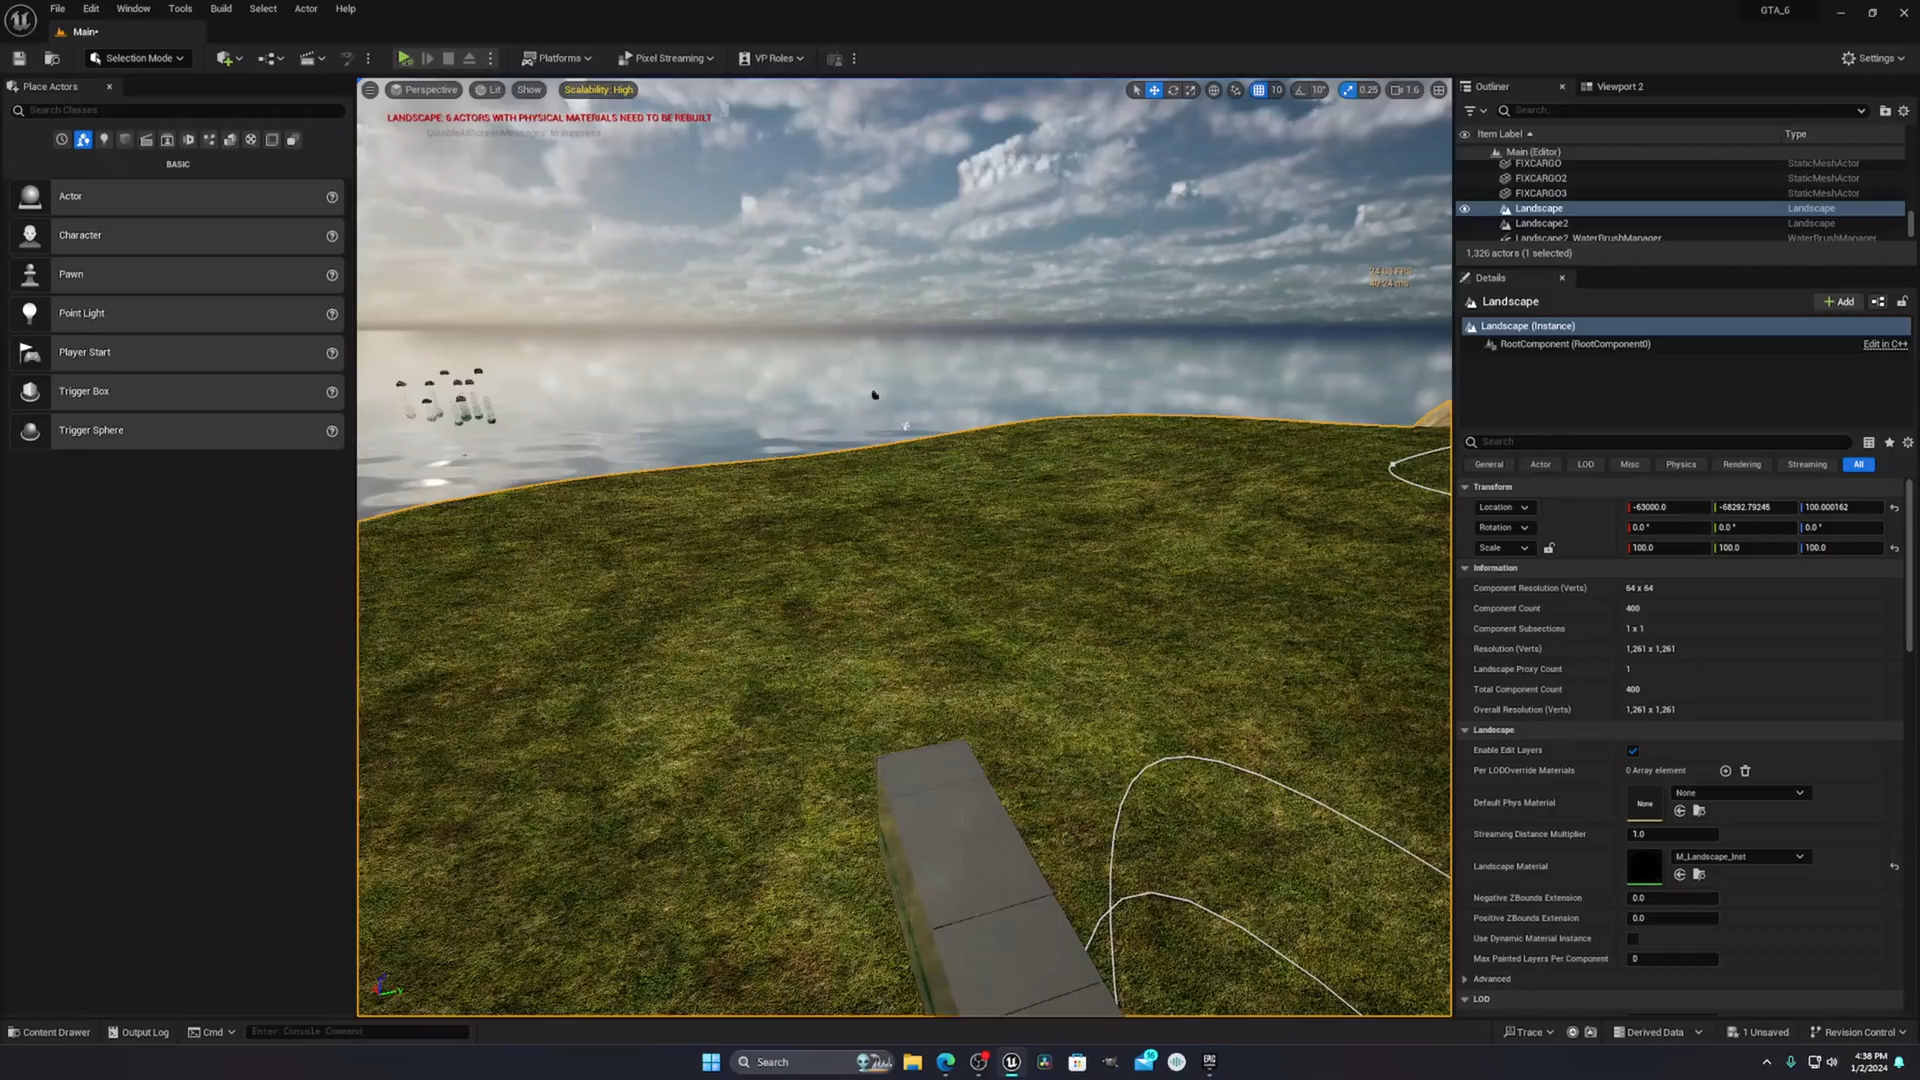 File Edit Window Tools Build Select Actor Help
GTA_6
Main•
Selection Mode
Platforms
Pixel Streaming
VP Roles
Settings
Place Actors
Search Classes
BASIC
Actor
Character
Pawn
Point Light
Player Start
Trigger Box
Trigger Sphere
Perspective
Lit
Show
Scalability: High
10
10°
0.25
1.6
LANDSCAPE: 6 ACTORS WITH PHYSICAL MATERIALS NEED TO BE REBUILT
'DisableAllScreenMessages' to suppress
Outliner
Viewport 2
Search...
Item Label
Type
Main (Editor)
FIXCARGO StaticMeshActor
FIXCARGO2 StaticMeshActor
FIXCARGO3 StaticMeshActor
Landscape Landscape
Landscape2 Landscape
Landscape2_WaterBrushManager WaterBrushManager
1,326 actors (1 selected)
Details
Landscape
Add
Landscape (Instance)
RootComponent (RootComponent0) Edit in C++
Search
General Actor LOD Misc Physics Rendering Streaming All
Transform
Location -63000.0 -68292.79245 100.000162
Rotation 0.0 ° 0.0 ° 0.0 °
Scale 100.0 100.0 100.0
Information
Component Resolution (Verts) 64 x 64
Component Count 400
Component Subsections 1 x 1
Resolution (Verts) 1,261 x 1,261
Landscape Proxy Count 1
Total Component Count 400
Overall Resolution (Verts) 1,261 x 1,261
Landscape
Enable Edit Layers
Per LODOverride Materials 0 Array element
Default Phys Material None None
Streaming Distance Multiplier 1.0
Landscape Material M_Landscape_Inst
Negative ZBounds Extension 0.0
Positive ZBounds Extension 0.0
Use Dynamic Material Instance
Max Painted Layers Per Component 0
Advanced
LOD
Content Drawer
Output Log
Cmd
Enter Console Command
Trace
Derived Data
1 Unsaved
Revision Control
Search
4:38 PM
1/2/2024